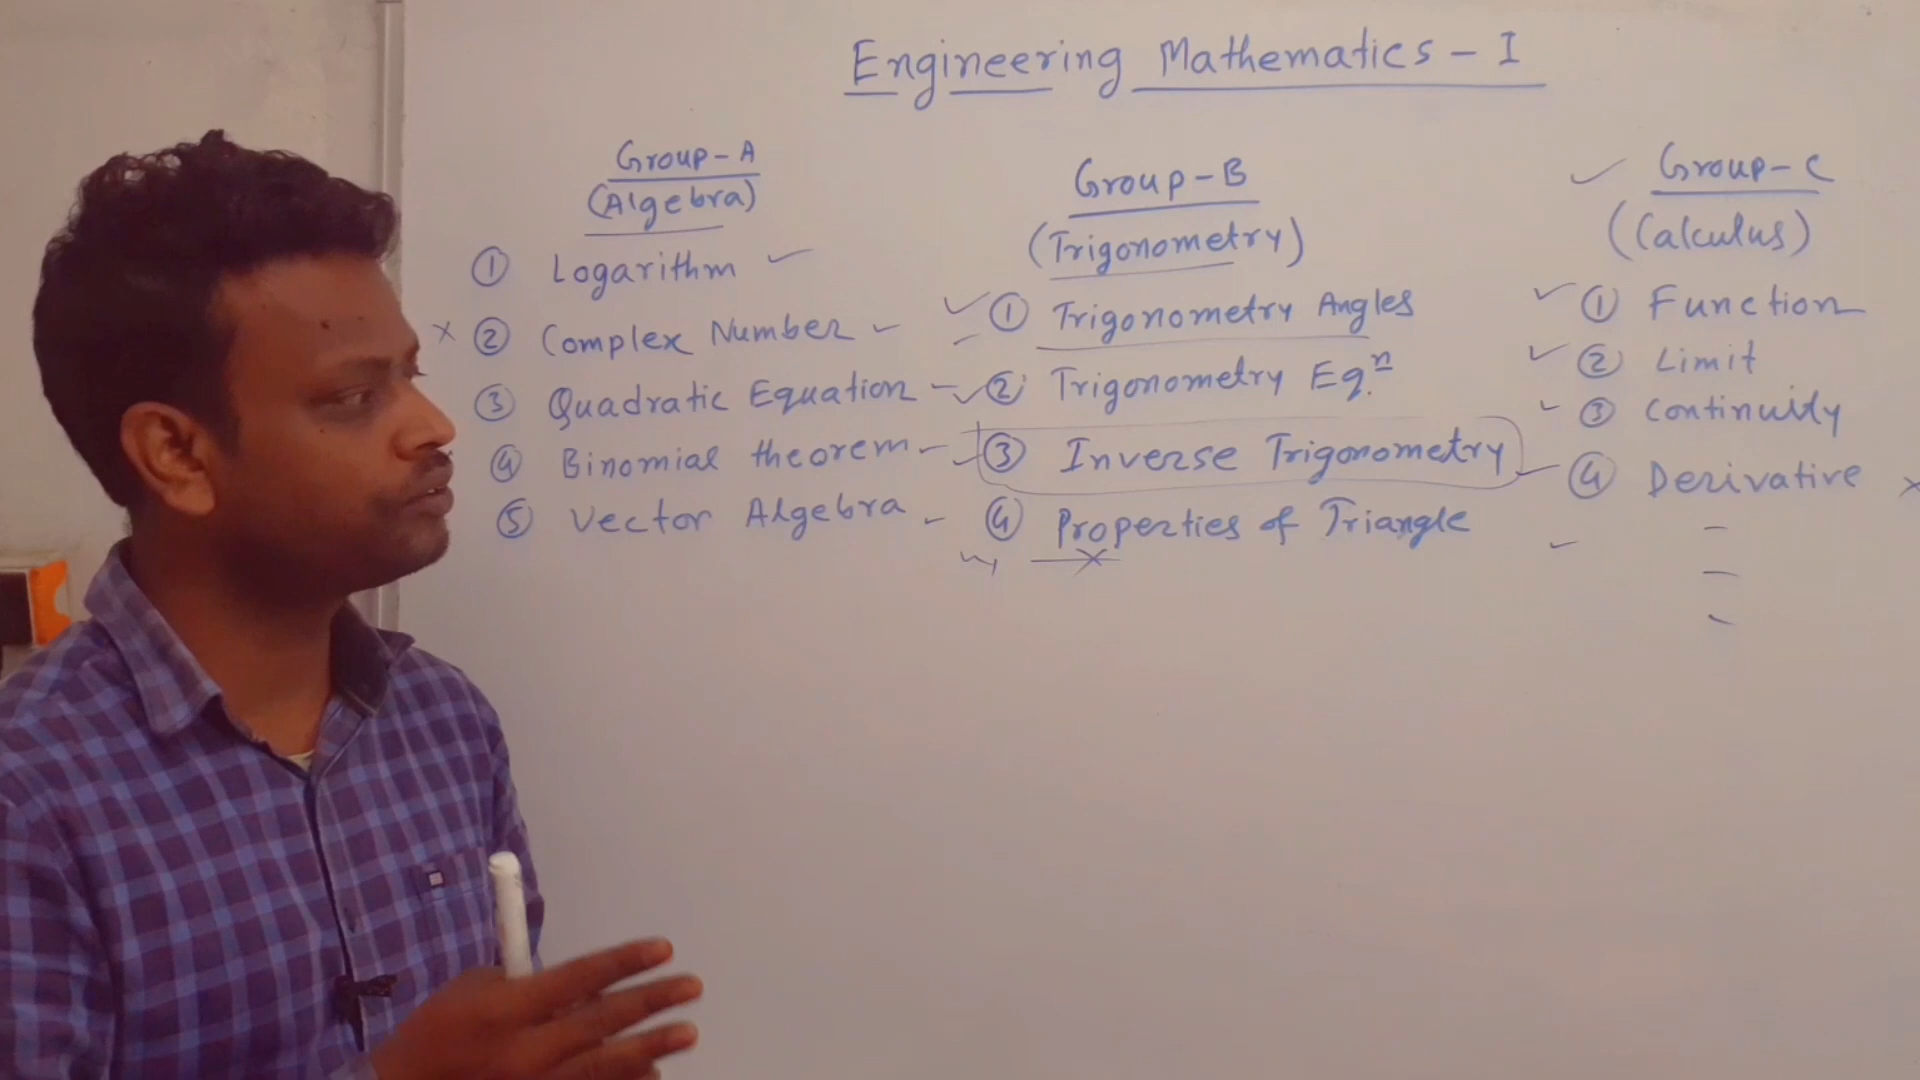 Engineering Mathematics - I
Group-A
(Algebra)
① Logarithm
② Complex Number
③ Quadratic Equation
④ Binomial theorem
⑤ Vector Algebra
Group-B
(Trigonometry)
① Trigonometry Angles
② Trigonometry Eq.ⁿ
③ Inverse Trigonometry
④ Properties of Triangle
Group-C
(Calculus)
① Function
② Limit
③ Continuity
④ Derivative